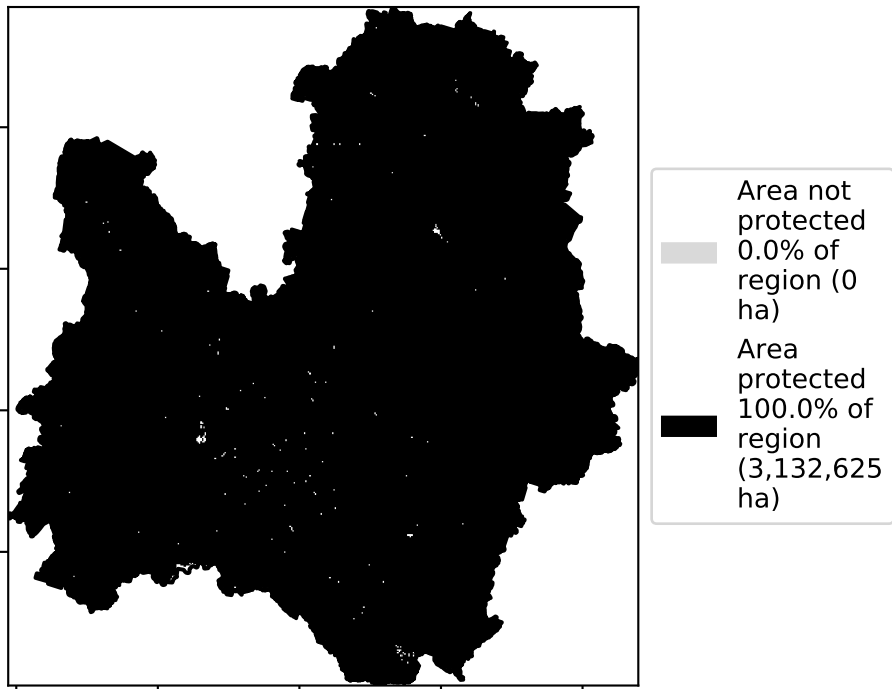 Area not
protected
0.0% of
region (0
ha)
Area
protected
100.0% of
region
(3,132,625
ha)